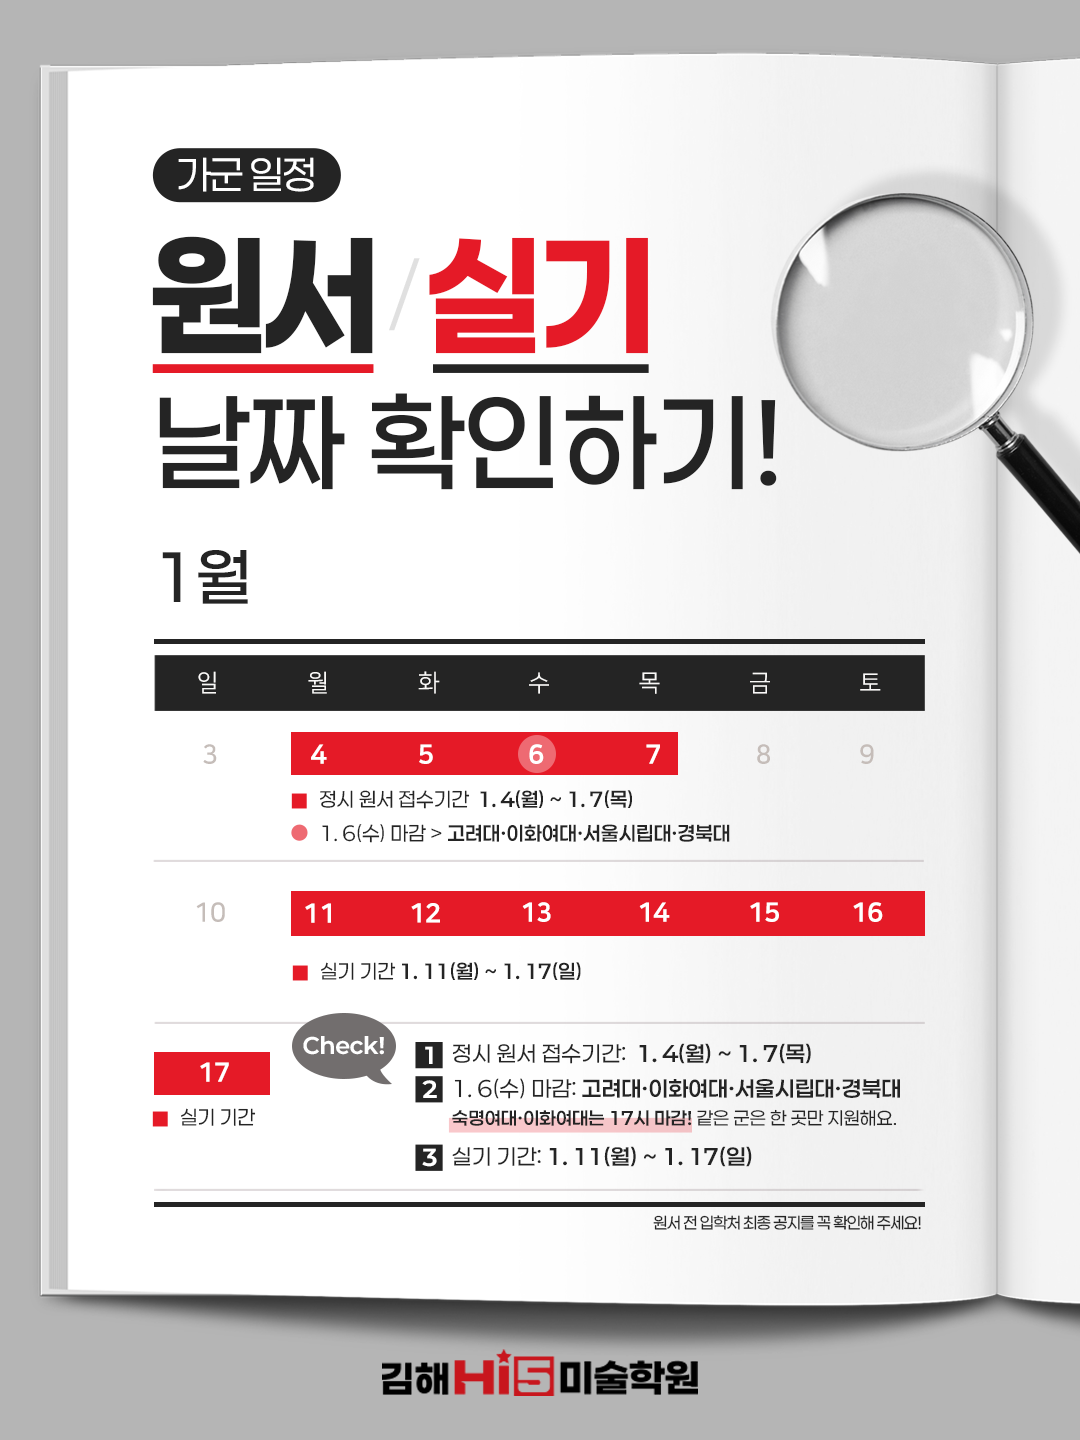 가군 일정
원서 / 실기
날짜 확인하기!
1월
일 월 화 수 목 금 토
3 4 5 6 7 8 9
정시 원서 접수기간 1. 4(월) ~ 1. 7(목)
1. 6(수) 마감 > 고려대·이화여대·서울시립대·경북대
10 11 12 13 14 15 16
실기 기간 1. 11(월) ~ 1. 17(일)
17
실기 기간
Check!
1 정시 원서 접수기간: 1. 4(월) ~ 1. 7(목)
2 1. 6(수) 마감: 고려대·이화여대·서울시립대·경북대
숙명여대·이화여대는 17시 마감! 같은 군은 한 곳만 지원해요.
3 실기 기간: 1. 11(월) ~ 1. 17(일)
원서 전 입학처 최종 공지를 꼭 확인해 주세요!
김해Hi5미술학원